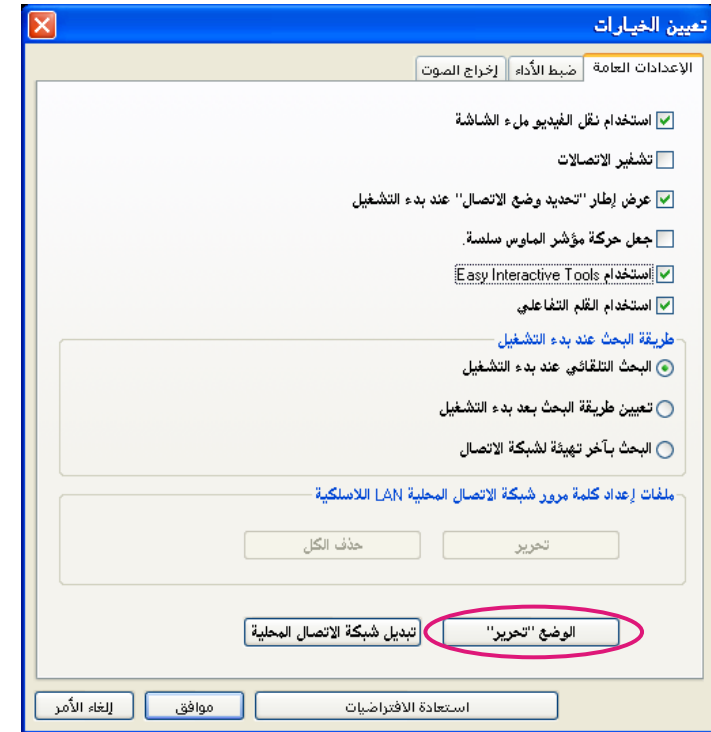 تعيين الخيارات
الإعدادات العامة
ضبط الأداء
إخراج الصوت
استخدام نقل الفيديو ملء الشاشة
تشفير الاتصالات
عرض إطار "تحديد وضع الاتصال" عند بدء التشغيل
جعل حركة مؤشر الماوس سلسة.
استخدام Easy Interactive Tools
استخدام القلم التفاعلي
طريقة البحث عند بدء التشغيل
البحث التلقائي عند بدء التشغيل
تعيين طريقة البحث بعد بدء التشغيل
البحث بآخر تهيئة لشبكة الاتصال
ملفات إعداد كلمة مرور شبكة الاتصال المحلية LAN اللاسلكية
تحرير
حذف الكل
الوضع "تحرير"
تبديل شبكة الاتصال المحلية
استعادة الافتراضيات
موافق
إلغاء الأمر